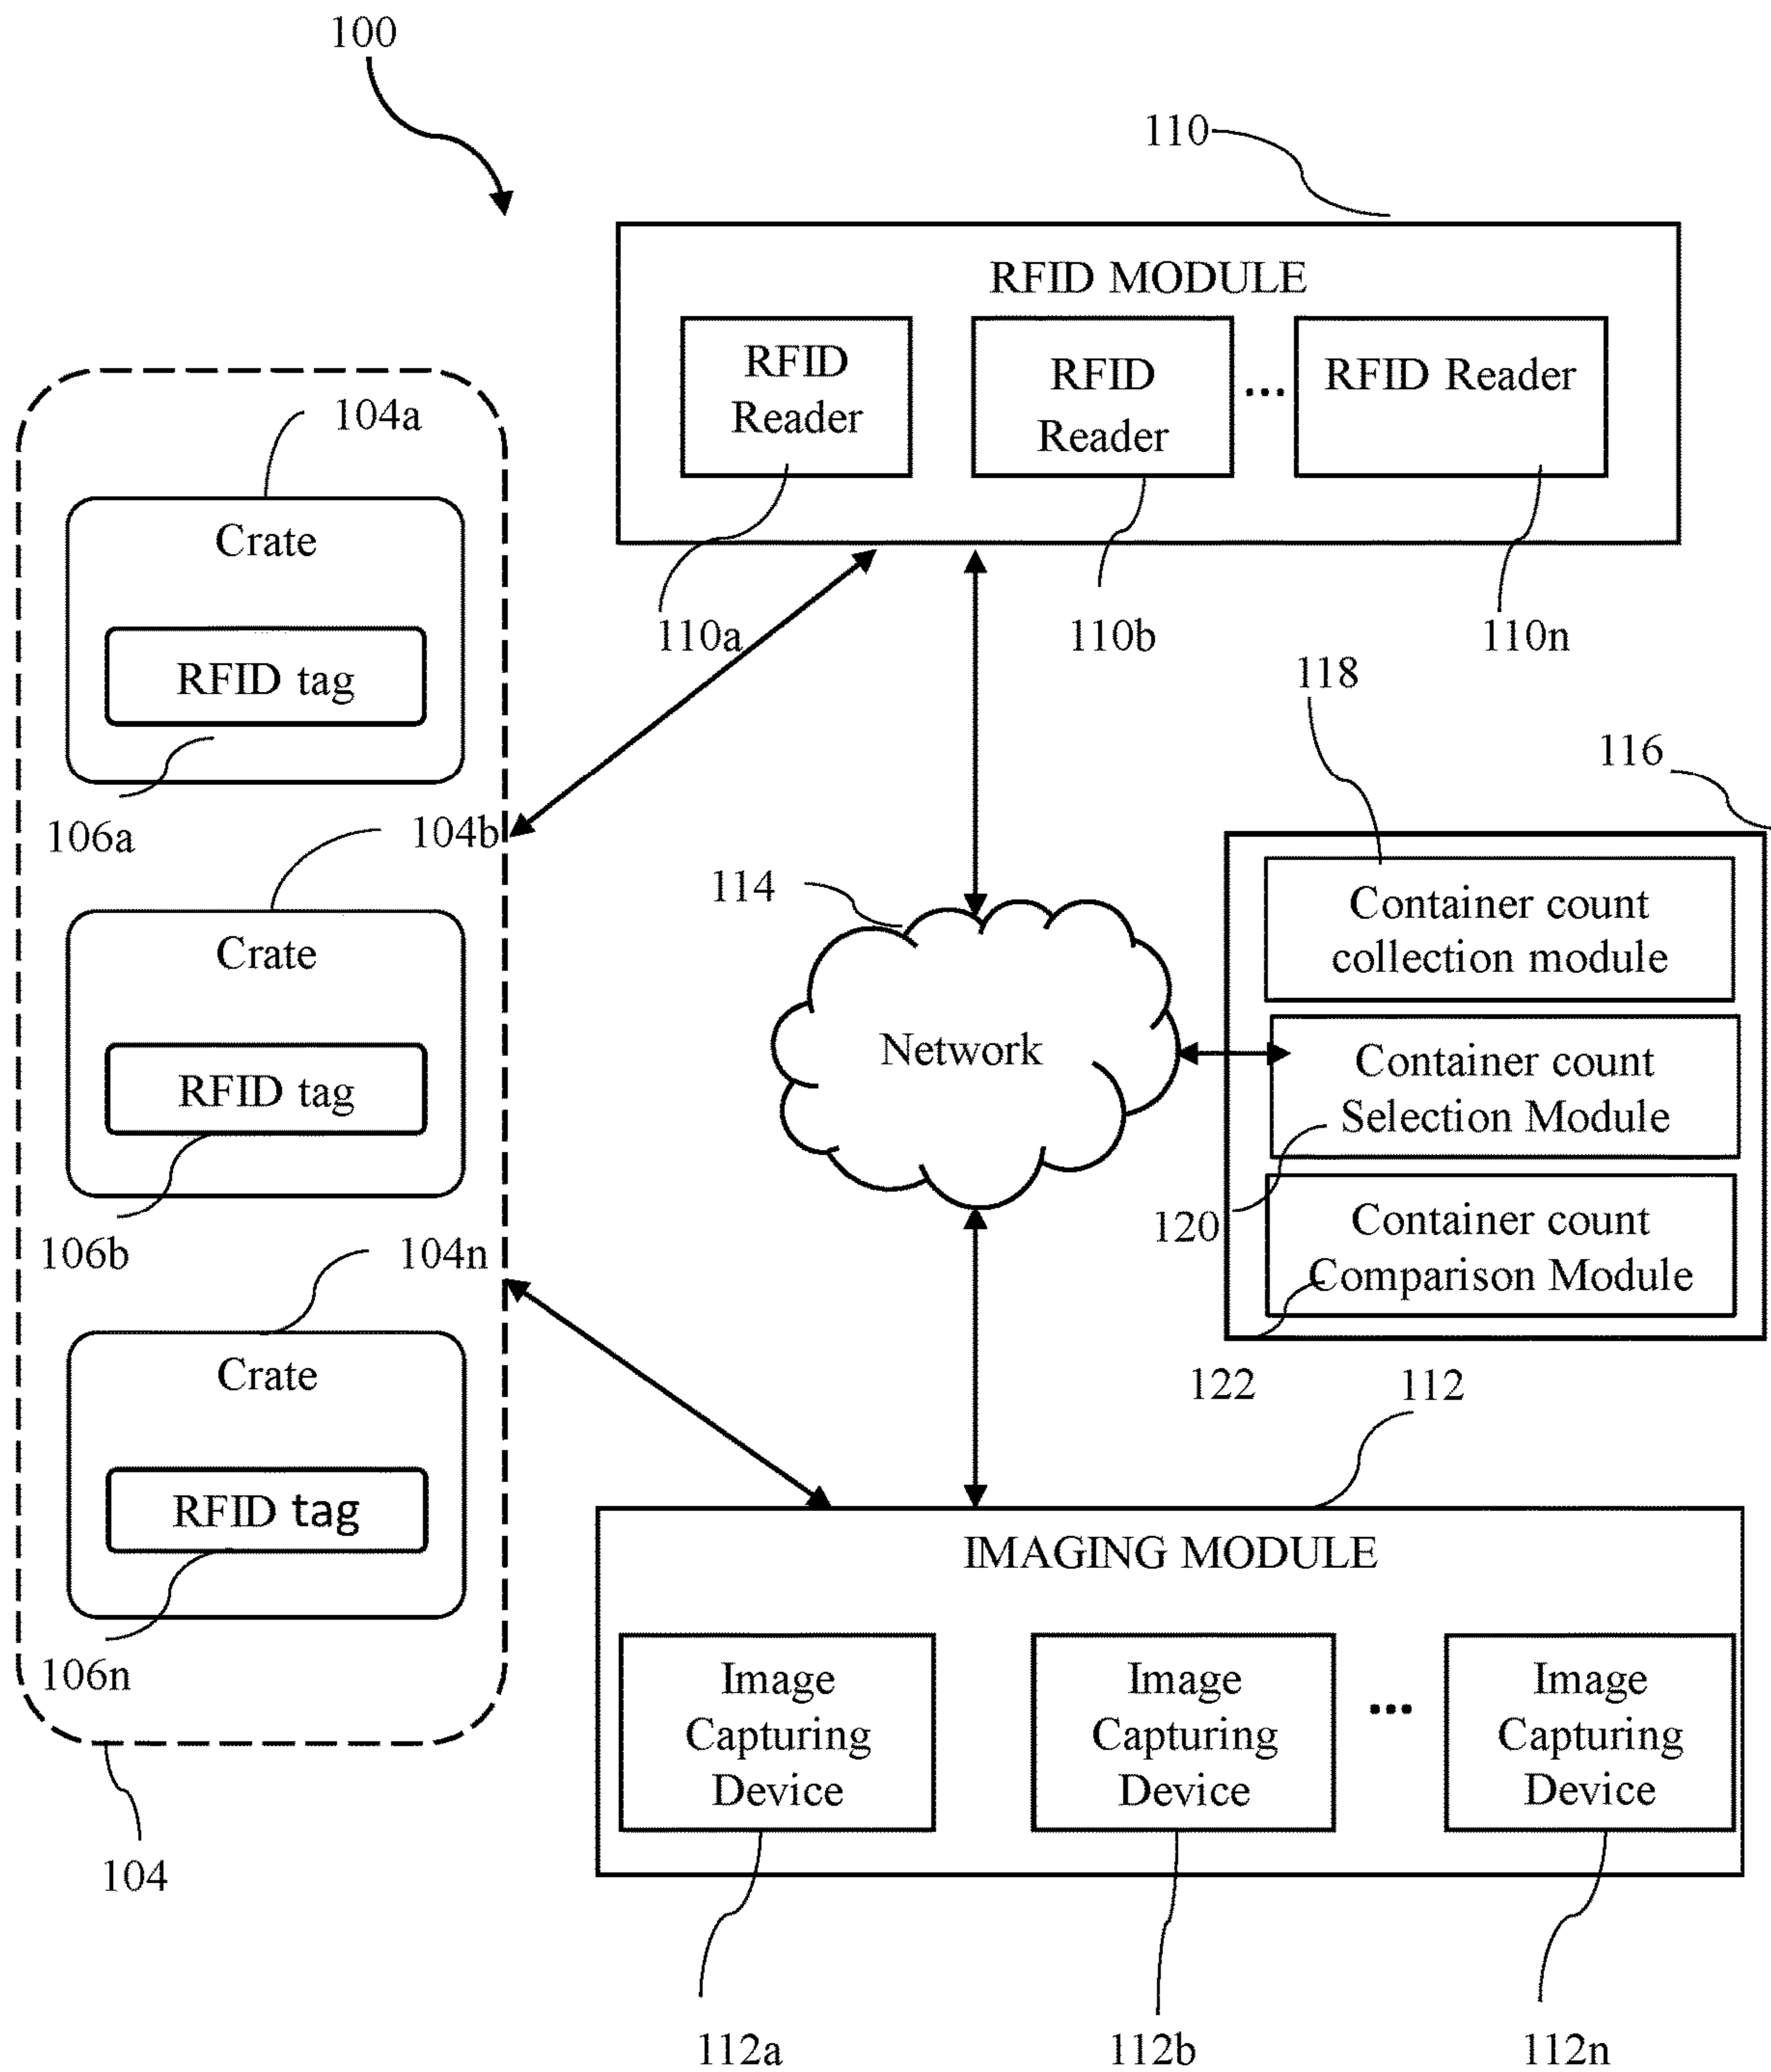 100
110
RFID MODULE
RFID
Reader
RFID
Reader
...
RFID Reader
110a
110b
110n
104a
Crate
RFID tag
106a
104b
Crate
RFID tag
106b
104n
Crate
RFID tag
106n
104
114
Network
118
116
Container count
collection module
Container count
Selection Module
120
Container count
Comparison Module
122
112
IMAGING MODULE
Image
Capturing
Device
Image
Capturing
Device
...
Image
Capturing
Device
112a
112b
112n